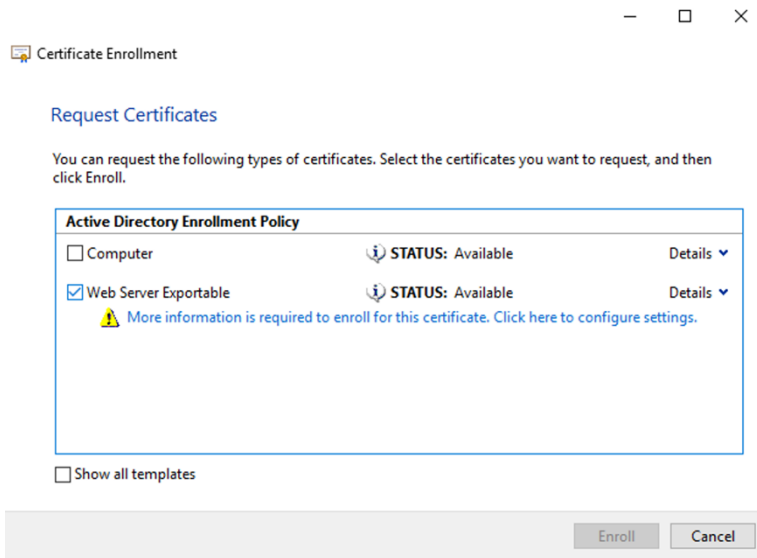 Certificate Enrollment
Request Certificates
You can request the following types of certificates. Select the certificates you want to request, and then
click Enroll.
Active Directory Enrollment Policy
Computer STATUS: Available Details
Web Server Exportable STATUS: Available Details
More information is required to enroll for this certificate. Click here to configure settings.
Show all templates
Enroll Cancel